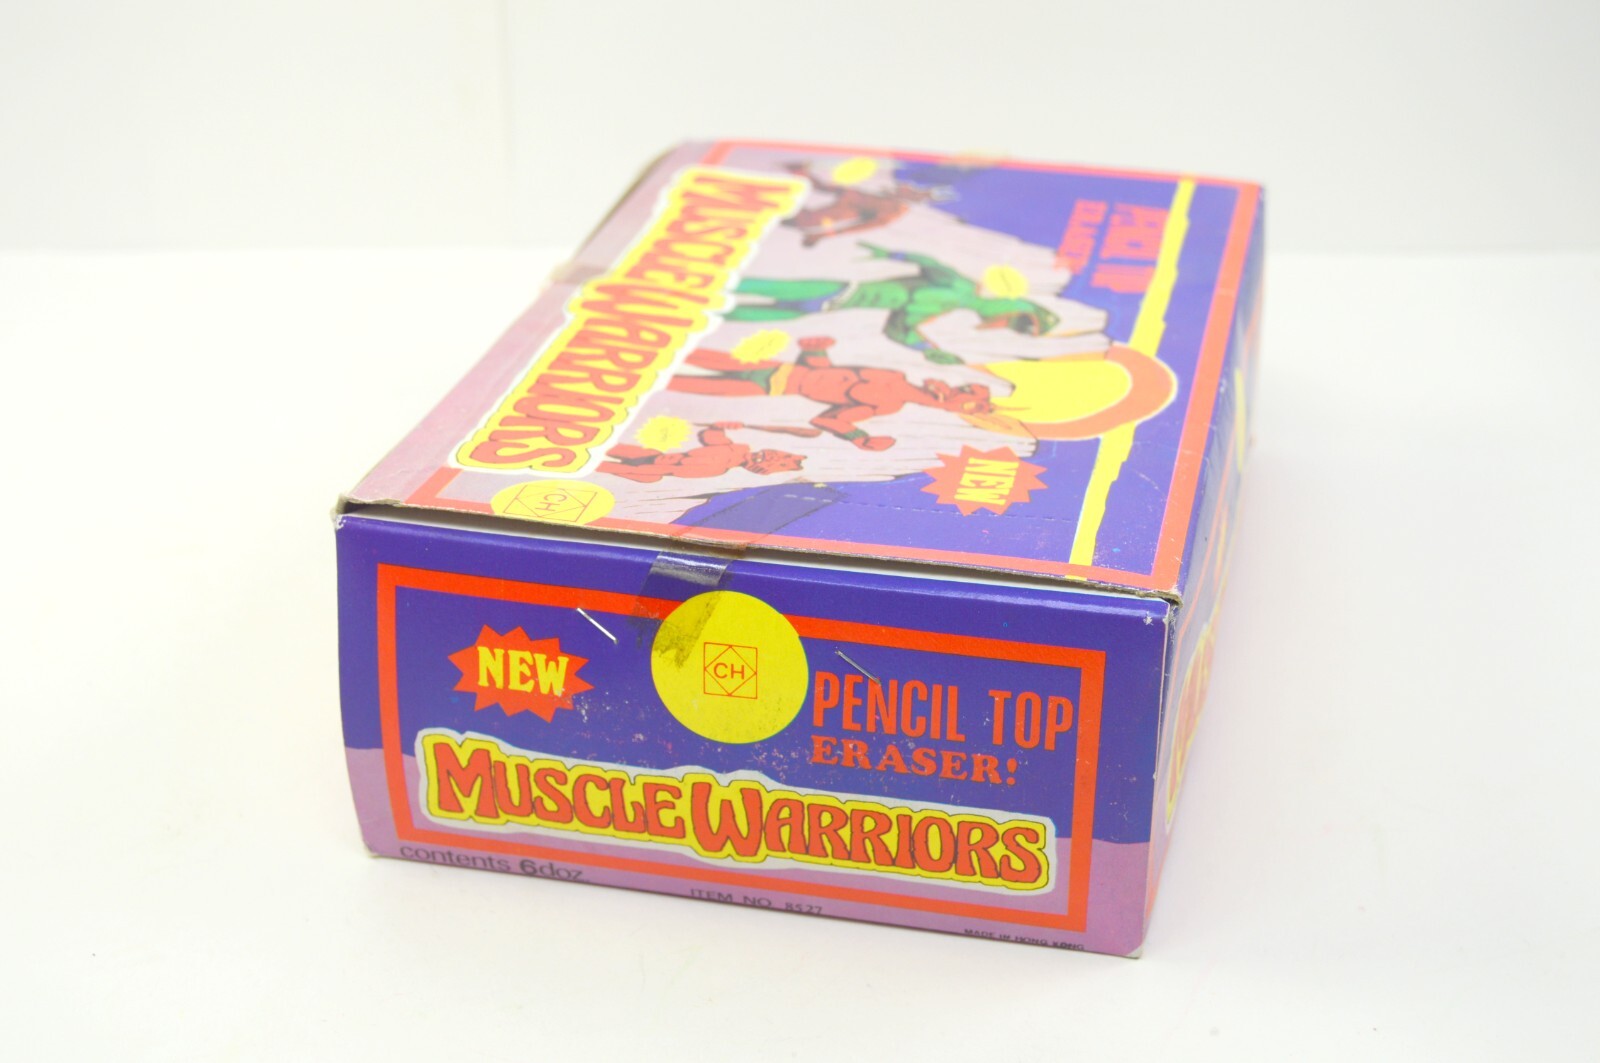 MUSCLE WARRIORS
PENCIL TOP
ERASER!
NEW
CH
NEW
CH
PENCIL TOP
ERASER!
MUSCLE WARRIORS
contents 6doz.
ITEM NO. 8527
MADE IN HONG KONG